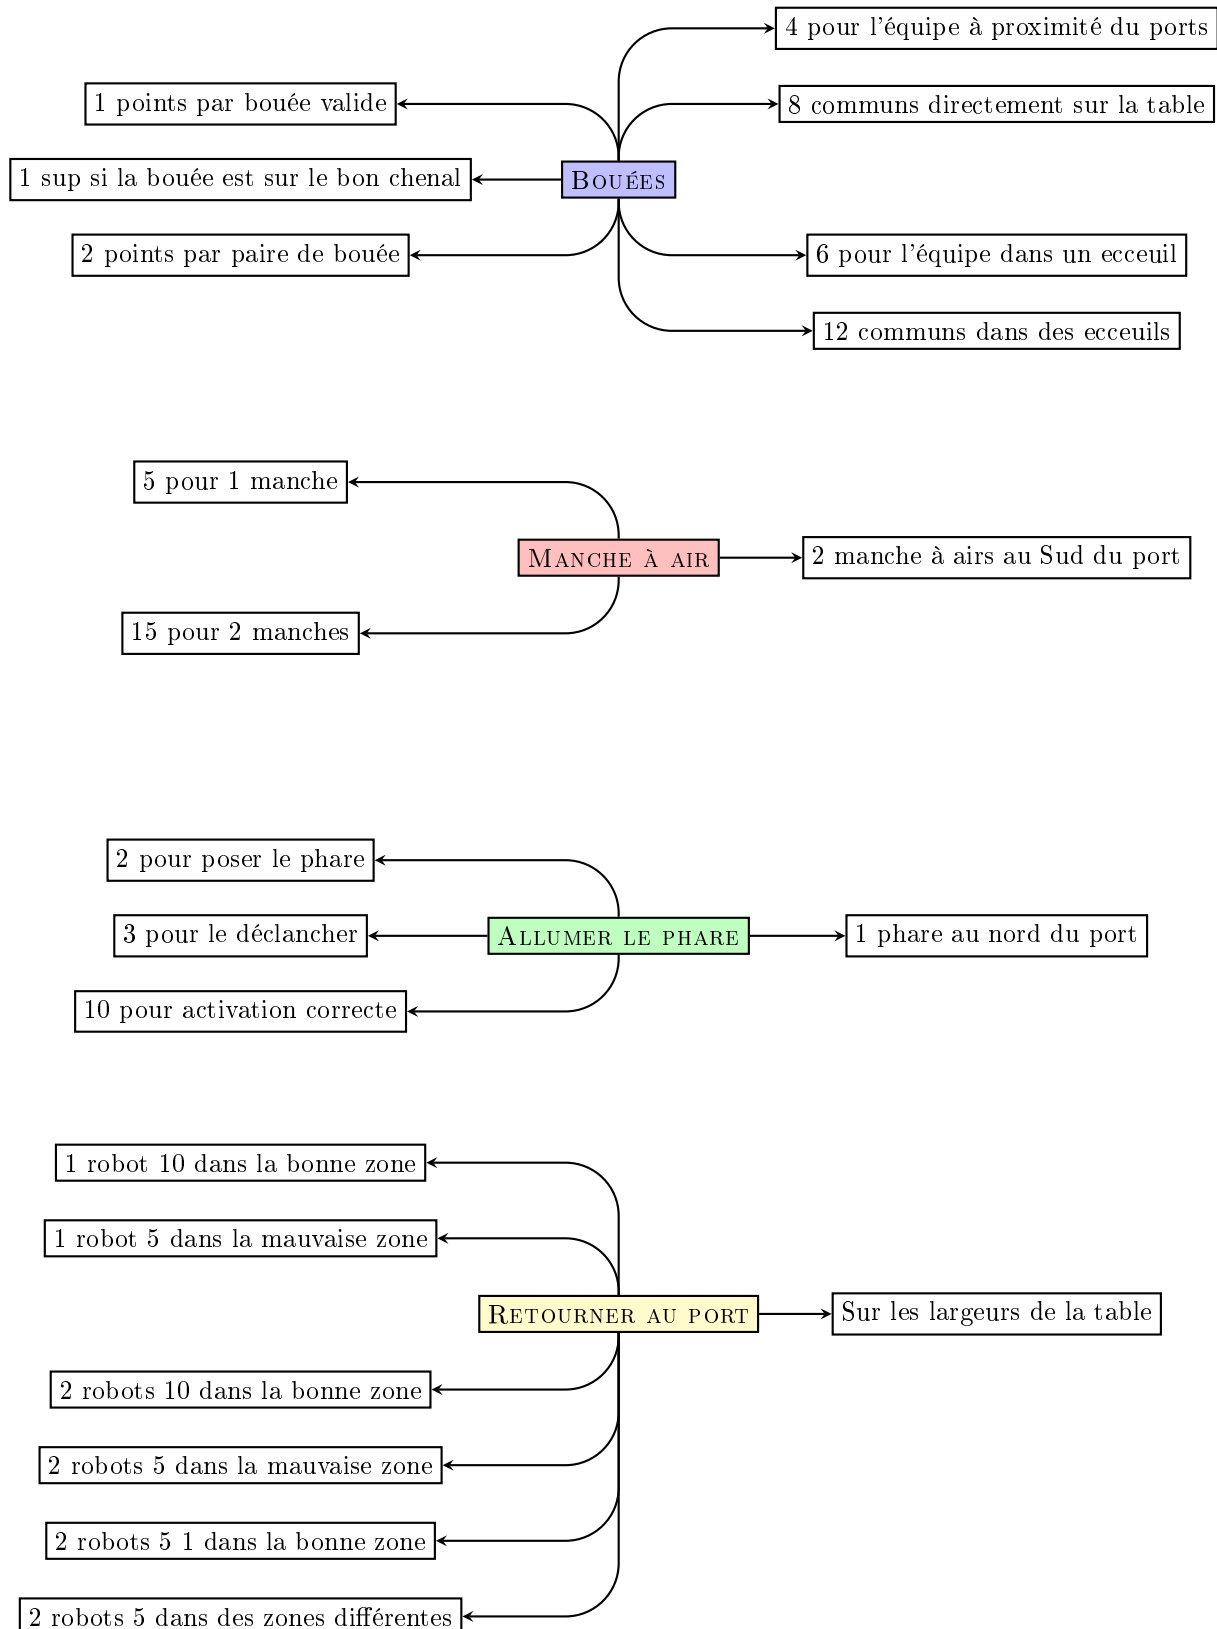 4 pour l'équipe à proximité du ports
1 points par bouée valide
8 communs directement sur la table
1 sup si la bouée est sur le bon chenal
BOUÉES
2 points par paire de bouée
6 pour l'équipe dans un ecceuil
12 communs dans des ecceuils
5 pour 1 manche
MANCHE À AIR
2 manche à airs au Sud du port
15 pour 2 manches
2 pour poser le phare
3 pour le déclancher
ALLUMER LE PHARE
1 phare au nord du port
10 pour activation correcte
1 robot 10 dans la bonne zone
1 robot 5 dans la mauvaise zone
RETOURNER AU PORT
Sur les largeurs de la table
2 robots 10 dans la bonne zone
2 robots 5 dans la mauvaise zone
2 robots 5 1 dans la bonne zone
2 robots 5 dans des zones différentes